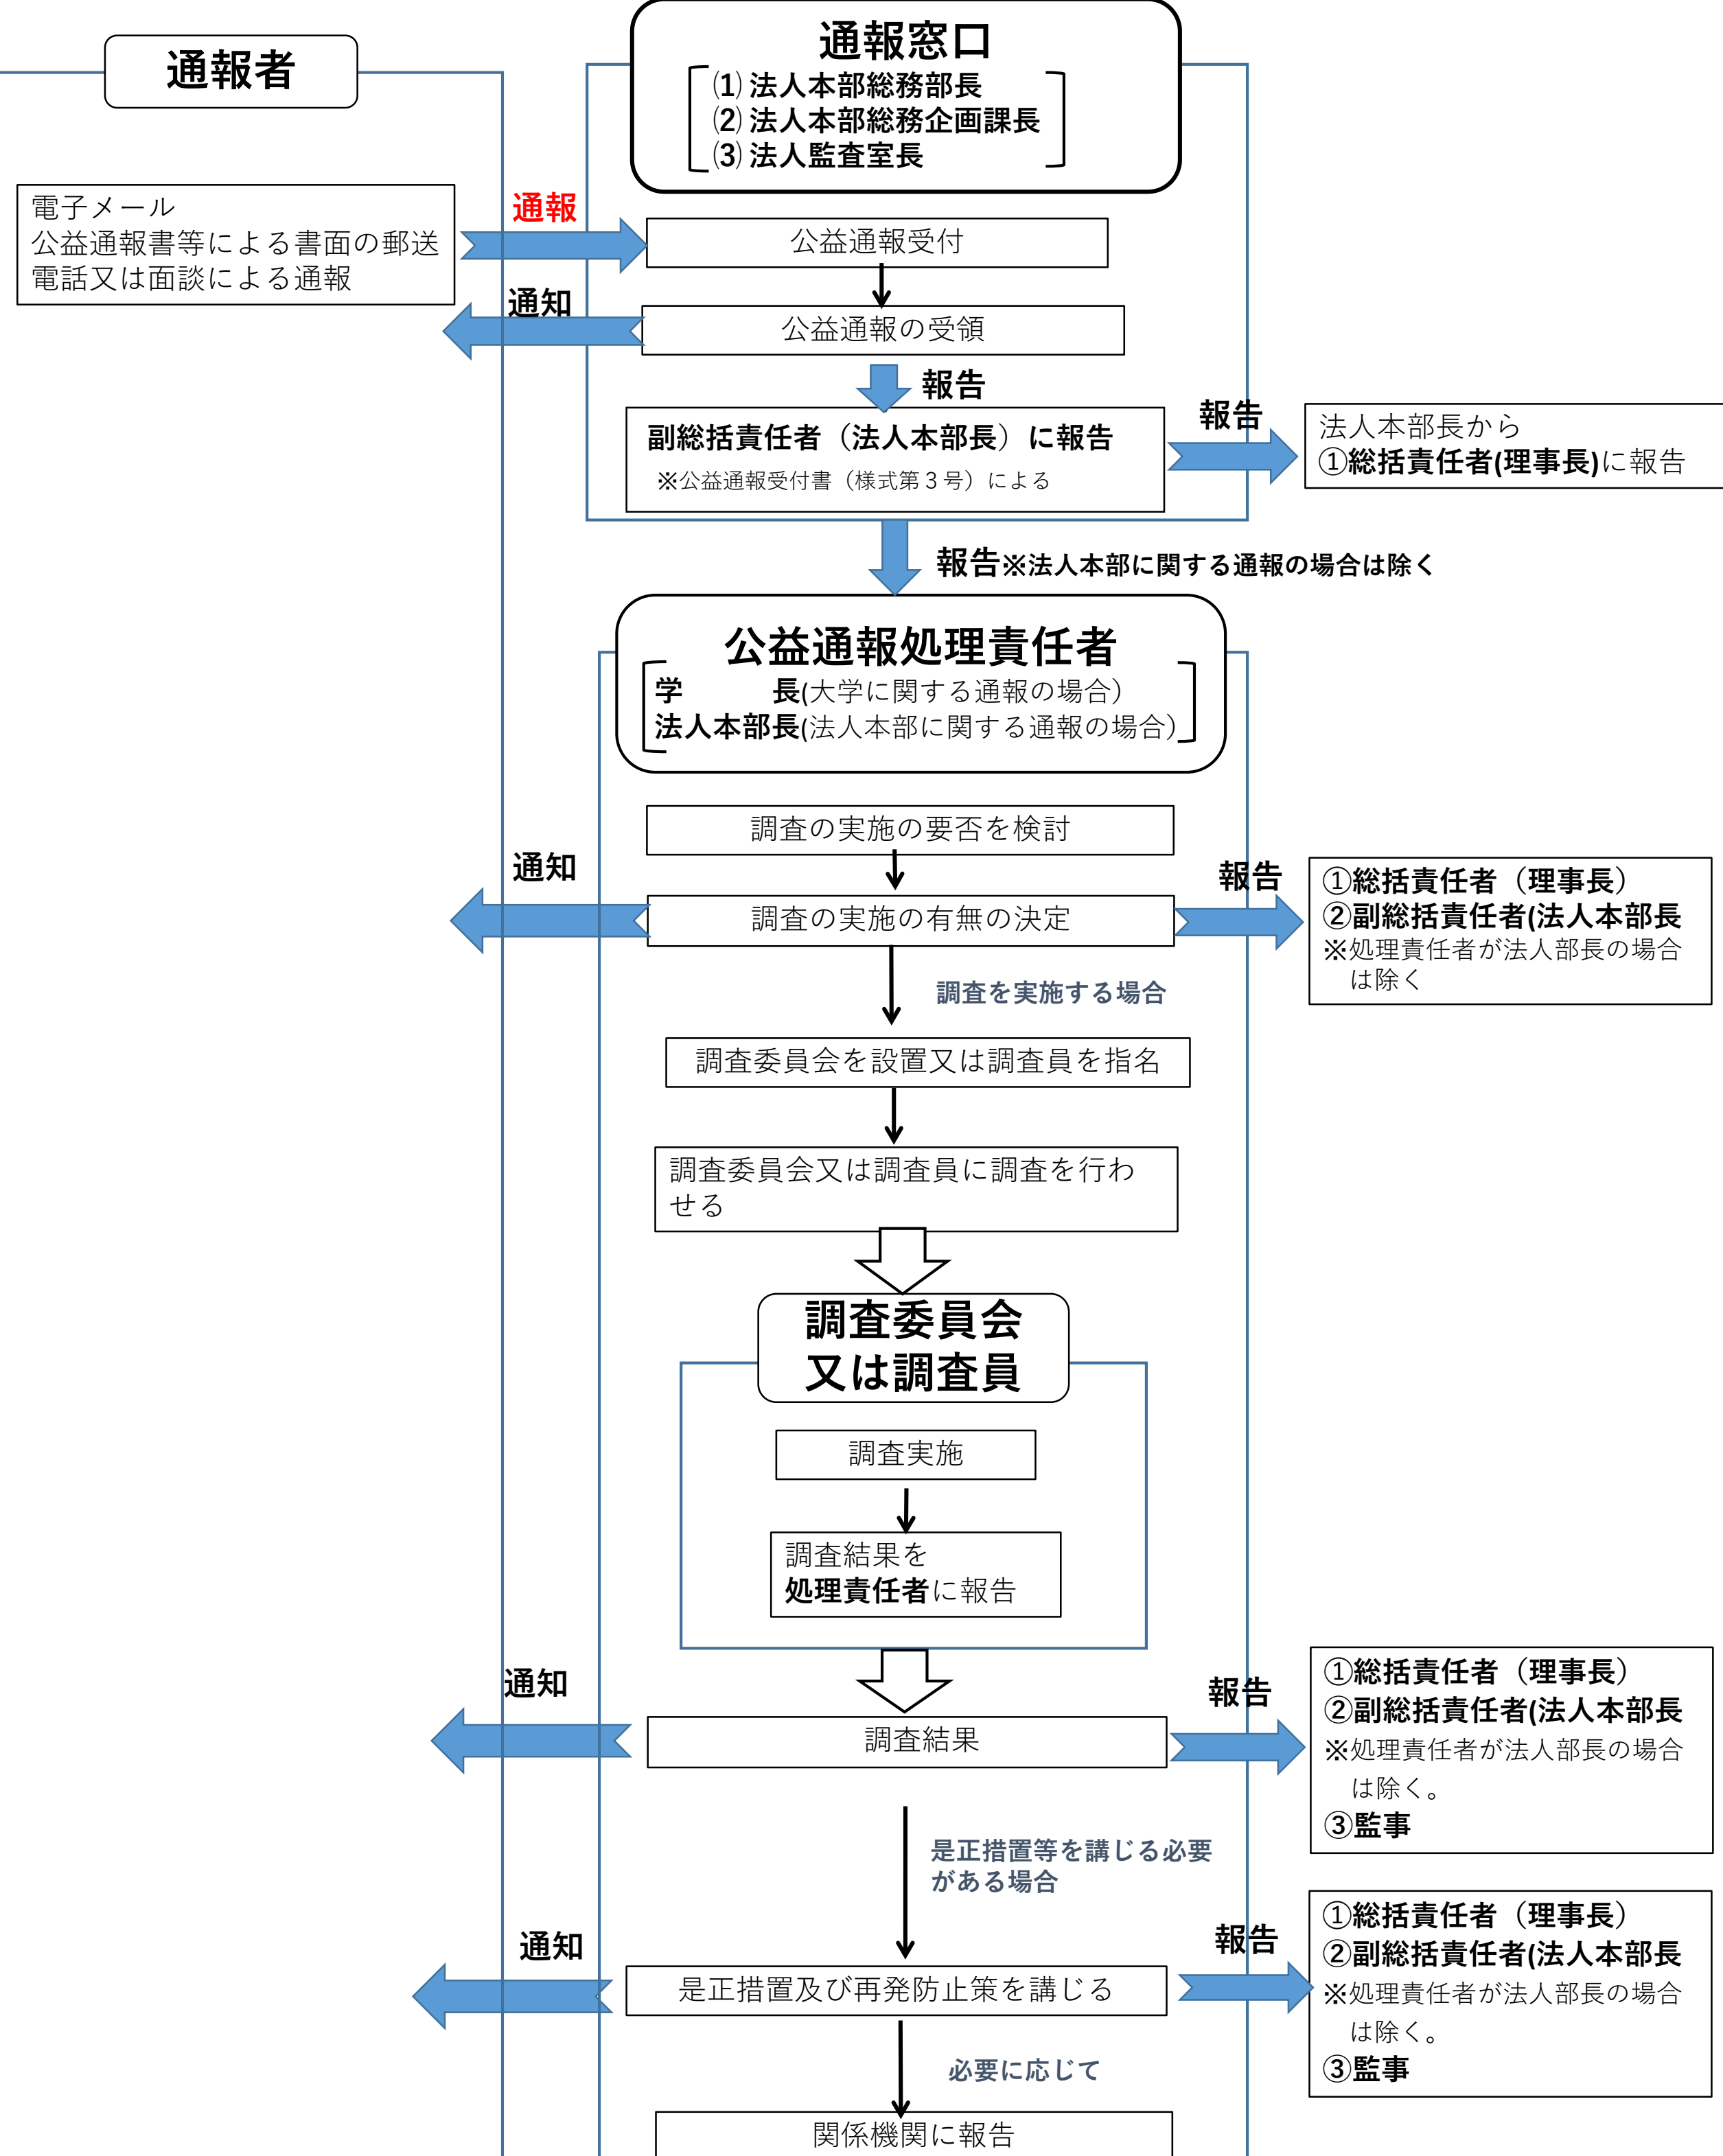 通報者
通報窓口
⑴ 法人本部総務部長
⑵ 法人本部総務企画課長
⑶ 法人監査室長
電子メール
公益通報書等による書面の郵送
電話又は面談による通報
通報
公益通報受付
通知
公益通報の受領
報告
副総括責任者（法人本部長）に報告
※公益通報受付書（様式第３号）による
報告
法人本部長から
①総括責任者(理事長)に報告
報告※法人本部に関する通報の場合は除く
公益通報処理責任者
学　　　長(大学に関する通報の場合）
法人本部長(法人本部に関する通報の場合）
調査の実施の要否を検討
通知
調査の実施の有無の決定
報告
①総括責任者（理事長）
②副総括責任者(法人本部長
※処理責任者が法人部長の場合
は除く
調査を実施する場合
調査委員会を設置又は調査員を指名
調査委員会又は調査員に調査を行わ
せる
調査委員会
又は調査員
調査実施
調査結果を
処理責任者に報告
通知
調査結果
報告
①総括責任者（理事長）
②副総括責任者(法人本部長
※処理責任者が法人部長の場合
は除く。
③監事
是正措置等を講じる必要
がある場合
通知
是正措置及び再発防止策を講じる
報告
①総括責任者（理事長）
②副総括責任者(法人本部長
※処理責任者が法人部長の場合
は除く。
③監事
必要に応じて
関係機関に報告